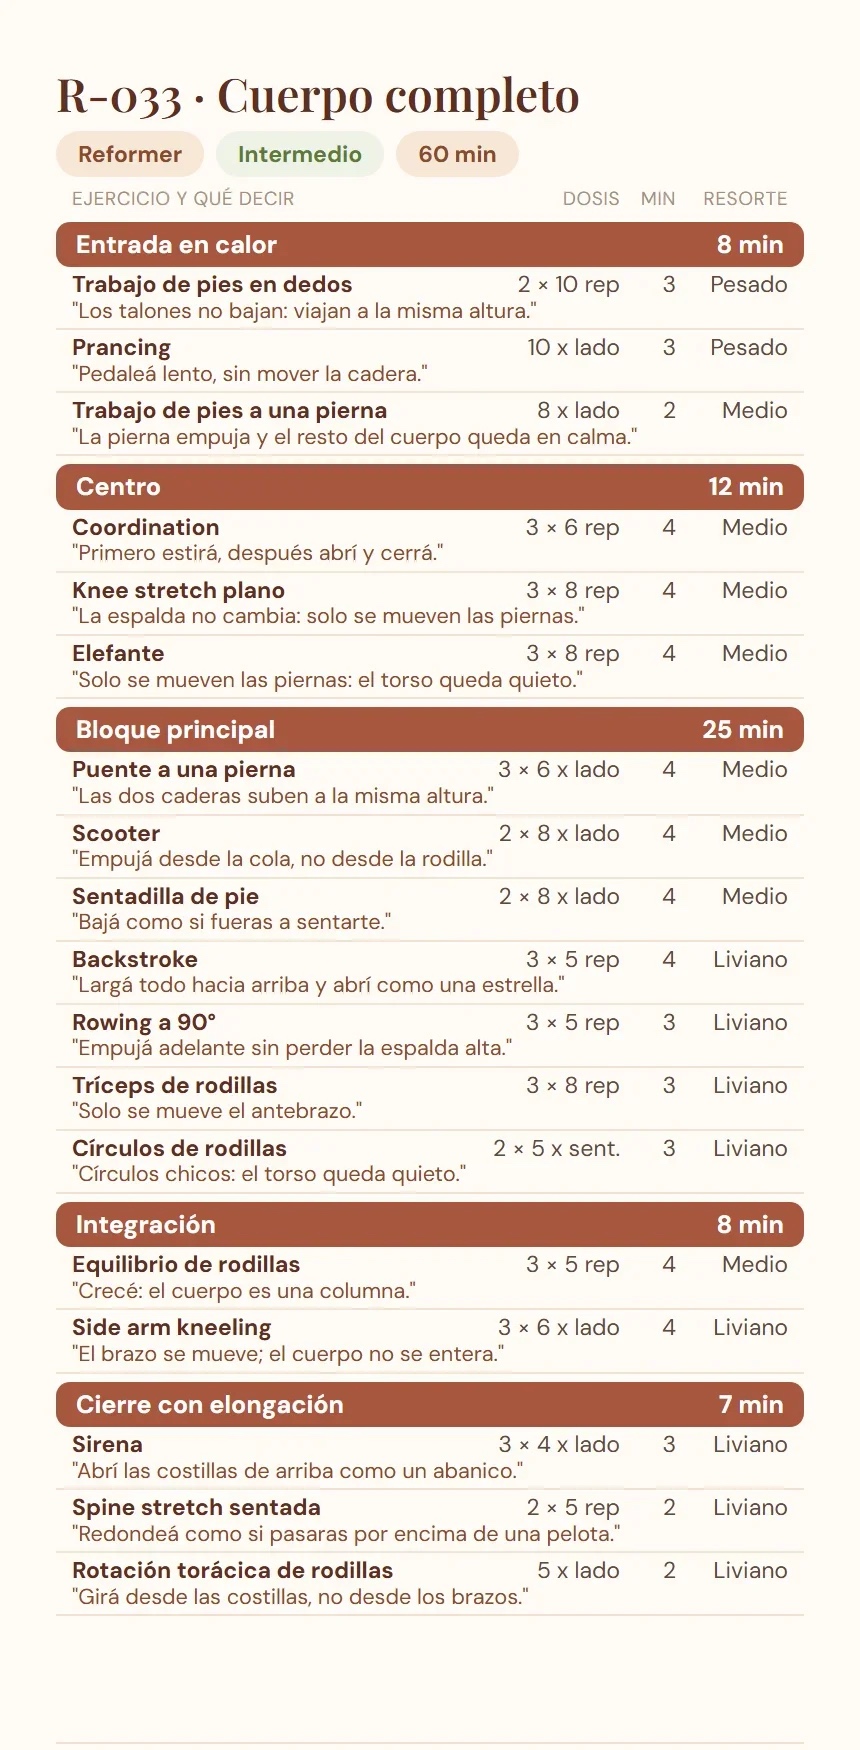 R-033 · Cuerpo completo
Reformer Intermedio 60 min
EJERCICIO Y QUÉ DECIR DOSIS MIN RESORTE
Entrada en calor 8 min
Trabajo de pies en dedos 2 × 10 rep 3 Pesado
"Los talones no bajan: viajan a la misma altura."
Prancing 10 x lado 3 Pesado
"Pedaleá lento, sin mover la cadera."
Trabajo de pies a una pierna 8 x lado 2 Medio
"La pierna empuja y el resto del cuerpo queda en calma."
Centro 12 min
Coordination 3 × 6 rep 4 Medio
"Primero estirá, después abrí y cerrá."
Knee stretch plano 3 × 8 rep 4 Medio
"La espalda no cambia: solo se mueven las piernas."
Elefante 3 × 8 rep 4 Medio
"Solo se mueven las piernas: el torso queda quieto."
Bloque principal 25 min
Puente a una pierna 3 × 6 x lado 4 Medio
"Las dos caderas suben a la misma altura."
Scooter 2 × 8 x lado 4 Medio
"Empujá desde la cola, no desde la rodilla."
Sentadilla de pie 2 × 8 x lado 4 Medio
"Bajá como si fueras a sentarte."
Backstroke 3 × 5 rep 4 Liviano
"Largá todo hacia arriba y abrí como una estrella."
Rowing a 90° 3 × 5 rep 3 Liviano
"Empujá adelante sin perder la espalda alta."
Tríceps de rodillas 3 × 8 rep 3 Liviano
"Solo se mueve el antebrazo."
Círculos de rodillas 2 × 5 x sent. 3 Liviano
"Círculos chicos: el torso queda quieto."
Integración 8 min
Equilibrio de rodillas 3 × 5 rep 4 Medio
"Crecé: el cuerpo es una columna."
Side arm kneeling 3 × 6 x lado 4 Liviano
"El brazo se mueve; el cuerpo no se entera."
Cierre con elongación 7 min
Sirena 3 × 4 x lado 3 Liviano
"Abrí las costillas de arriba como un abanico."
Spine stretch sentada 2 × 5 rep 2 Liviano
"Redondeá como si pasaras por encima de una pelota."
Rotación torácica de rodillas 5 x lado 2 Liviano
"Girá desde las costillas, no desde los brazos."